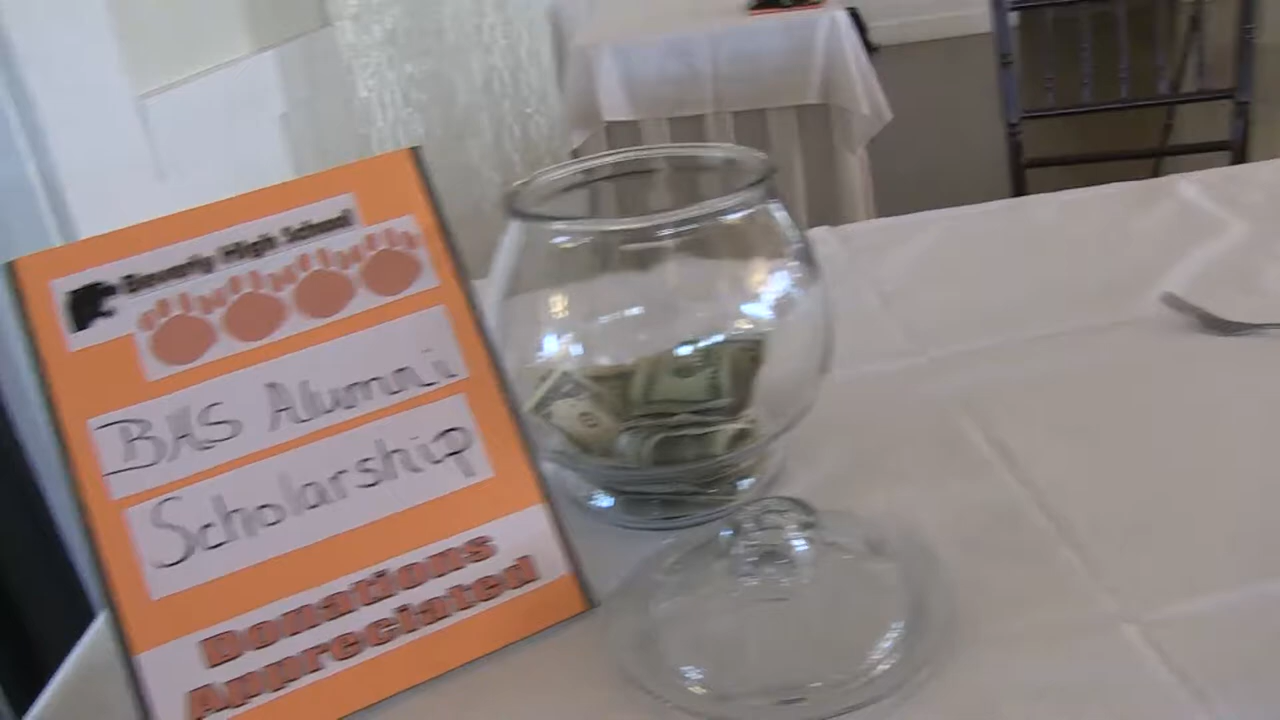 Beverly High School
BHS Alumni
Scholarship
Donations
Appreciated